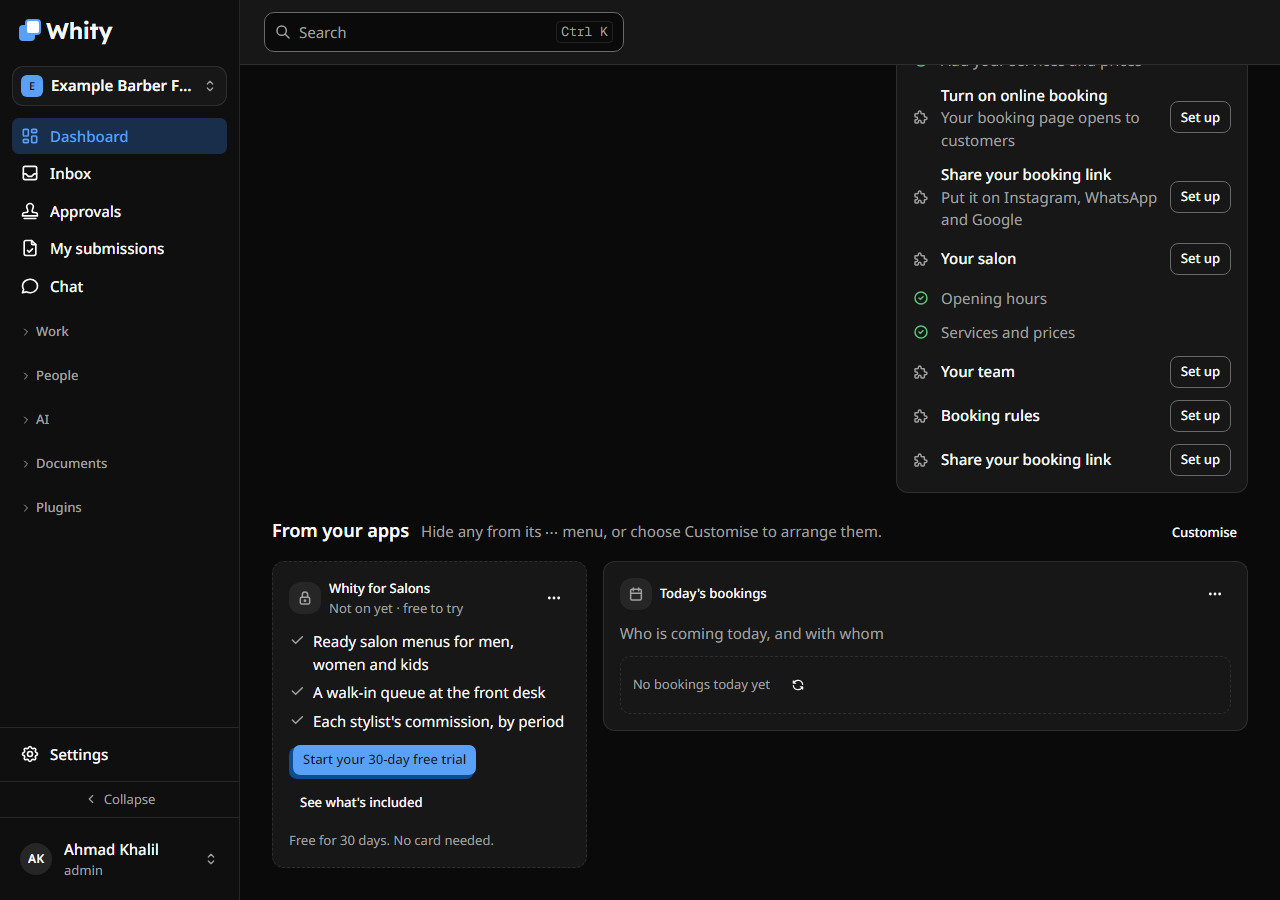 Whity
Search
Ctrl K
E
Example Barber F...
Dashboard
Inbox
Approvals
My submissions
Chat
Work
People
AI
Documents
Plugins
Settings
Collapse
AK
Ahmad Khalil
admin
Add your services and prices
Turn on online booking
Your booking page opens to
customers
Set up
Share your booking link
Put it on Instagram, WhatsApp
and Google
Set up
Your salon
Set up
Opening hours
Services and prices
Your team
Set up
Booking rules
Set up
Share your booking link
Set up
From your apps
Hide any from its ··· menu, or choose Customise to arrange them.
Customise
Whity for Salons
Not on yet · free to try
Ready salon menus for men,
women and kids
A walk-in queue at the front desk
Each stylist's commission, by period
Start your 30-day free trial
See what's included
Free for 30 days. No card needed.
Today's bookings
Who is coming today, and with whom
No bookings today yet